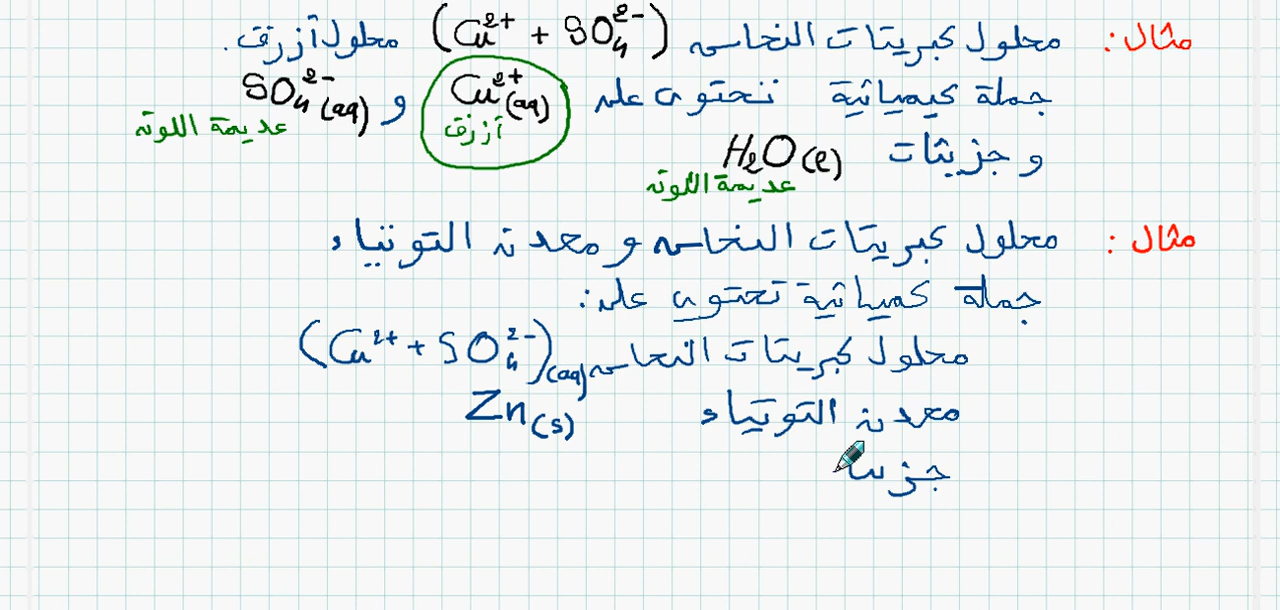 مثال: محلول كبريتات النحاس (Cu²⁺ + SO₄²⁻) محلول أزرق.
جملة كيميائية تحتوي على Cu²⁺(aq) و SO₄²⁻(aq)
أزرق عديمة اللون
و جزيئات H₂O(l)
عديمة اللون
مثال: محلول كبريتات النحاس و معدن التوتياء
جملة كميائية تحتوي على:
محلول كبريتات النحاس (Cu²⁺ + SO₄²⁻)(aq)
معدن التوتياء Zn(s)